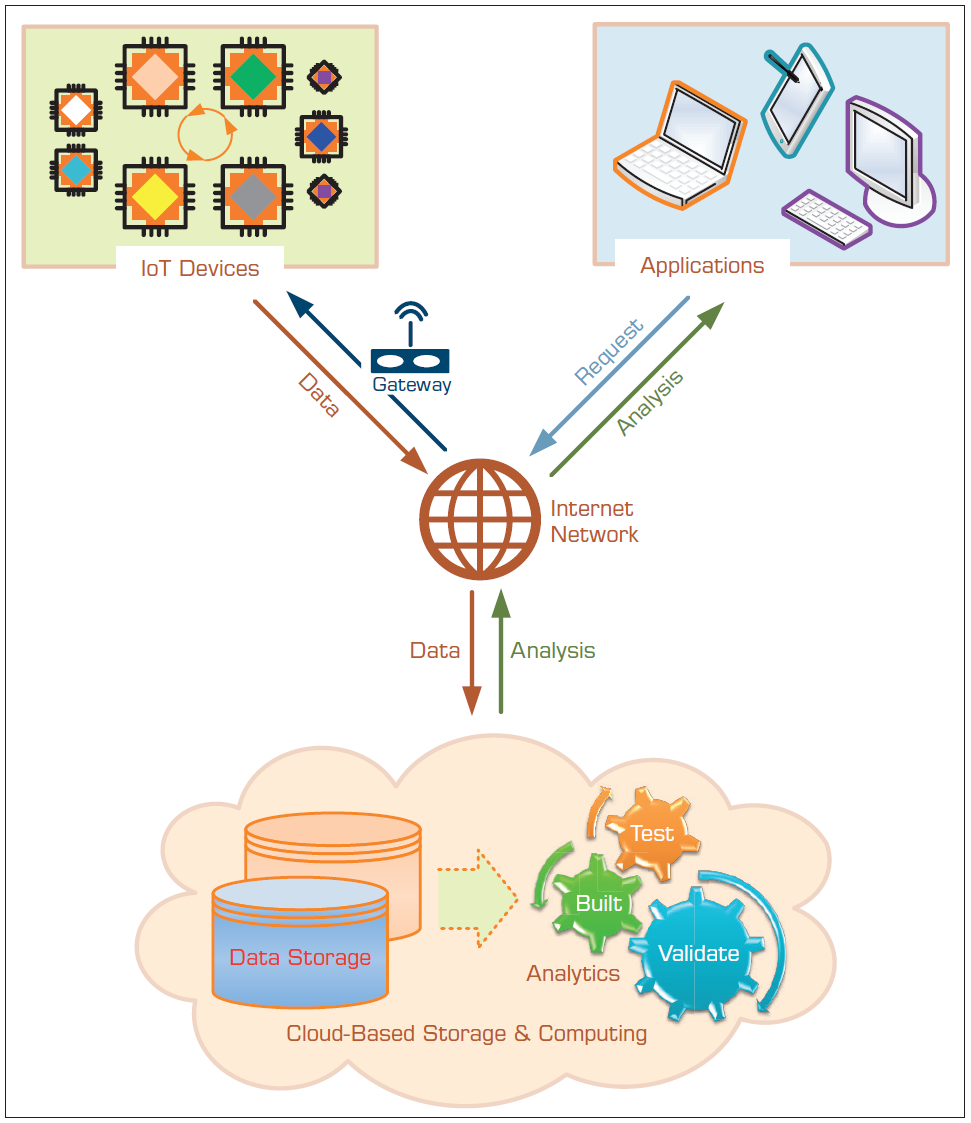 IoT Devices
Applications
Gateway
Data
Request
Analysis
Internet
Network
Data
Analysis
Test
Built
Validate
Data Storage
Analytics
Cloud-Based Storage & Computing